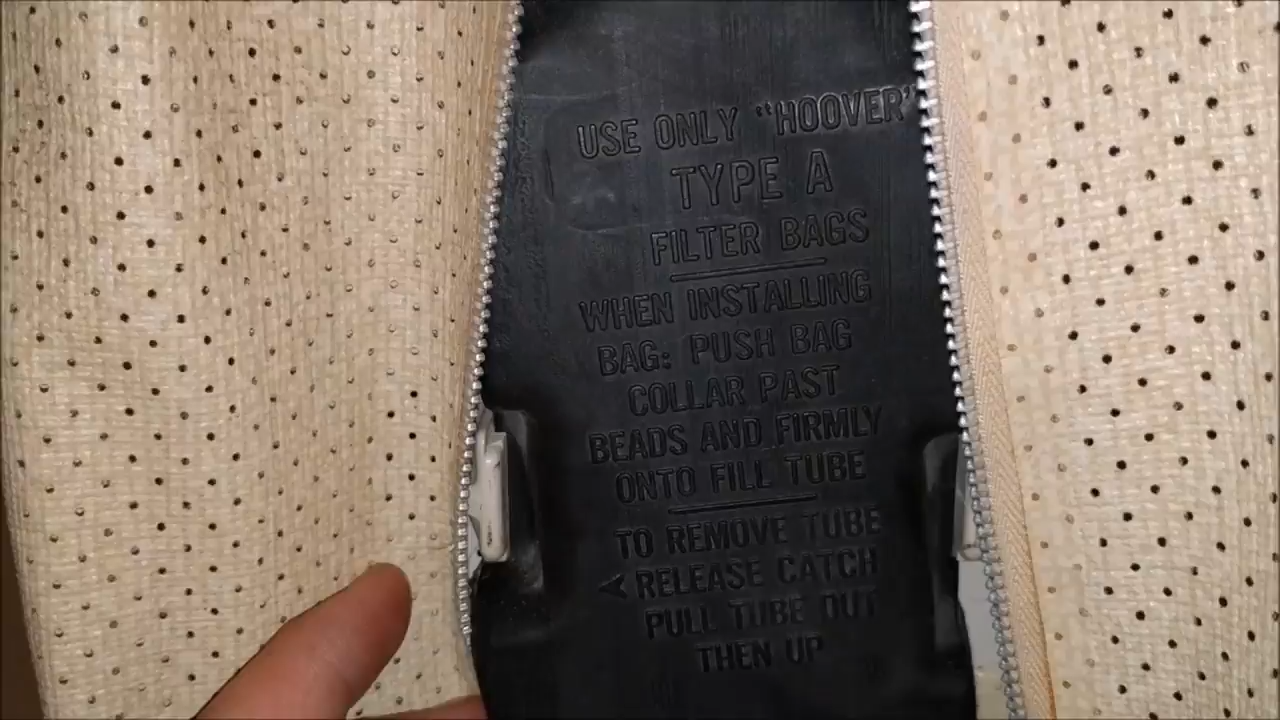 USE ONLY "HOOVER"
TYPE A
FILTER BAGS
WHEN INSTALLING
BAG: PUSH BAG
COLLAR PAST
BEADS AND FIRMLY
ONTO FILL TUBE
TO REMOVE TUBE
RELEASE CATCH
PULL TUBE OUT
THEN UP